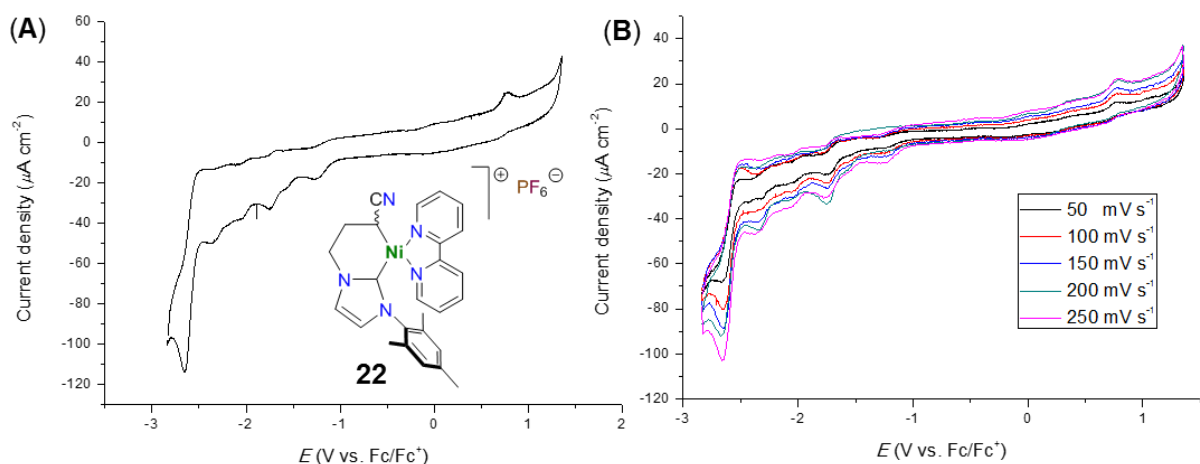 (A)
60
40
20
0
-20
-40
-60
-80
-100
-120
-3
-2
-1
0
1
2
Current density (μA cm⁻²)
E (V vs. Fc/Fc⁺)
CN
⊕ PF₆ ⊖
N
Ni
N
N
N
22
(B)
40
20
0
-20
-40
-60
-80
-100
-120
-3
-2
-1
0
1
Current density (μA cm⁻²)
E (V vs. Fc/Fc⁺)
50 mV s⁻¹
100 mV s⁻¹
150 mV s⁻¹
200 mV s⁻¹
250 mV s⁻¹